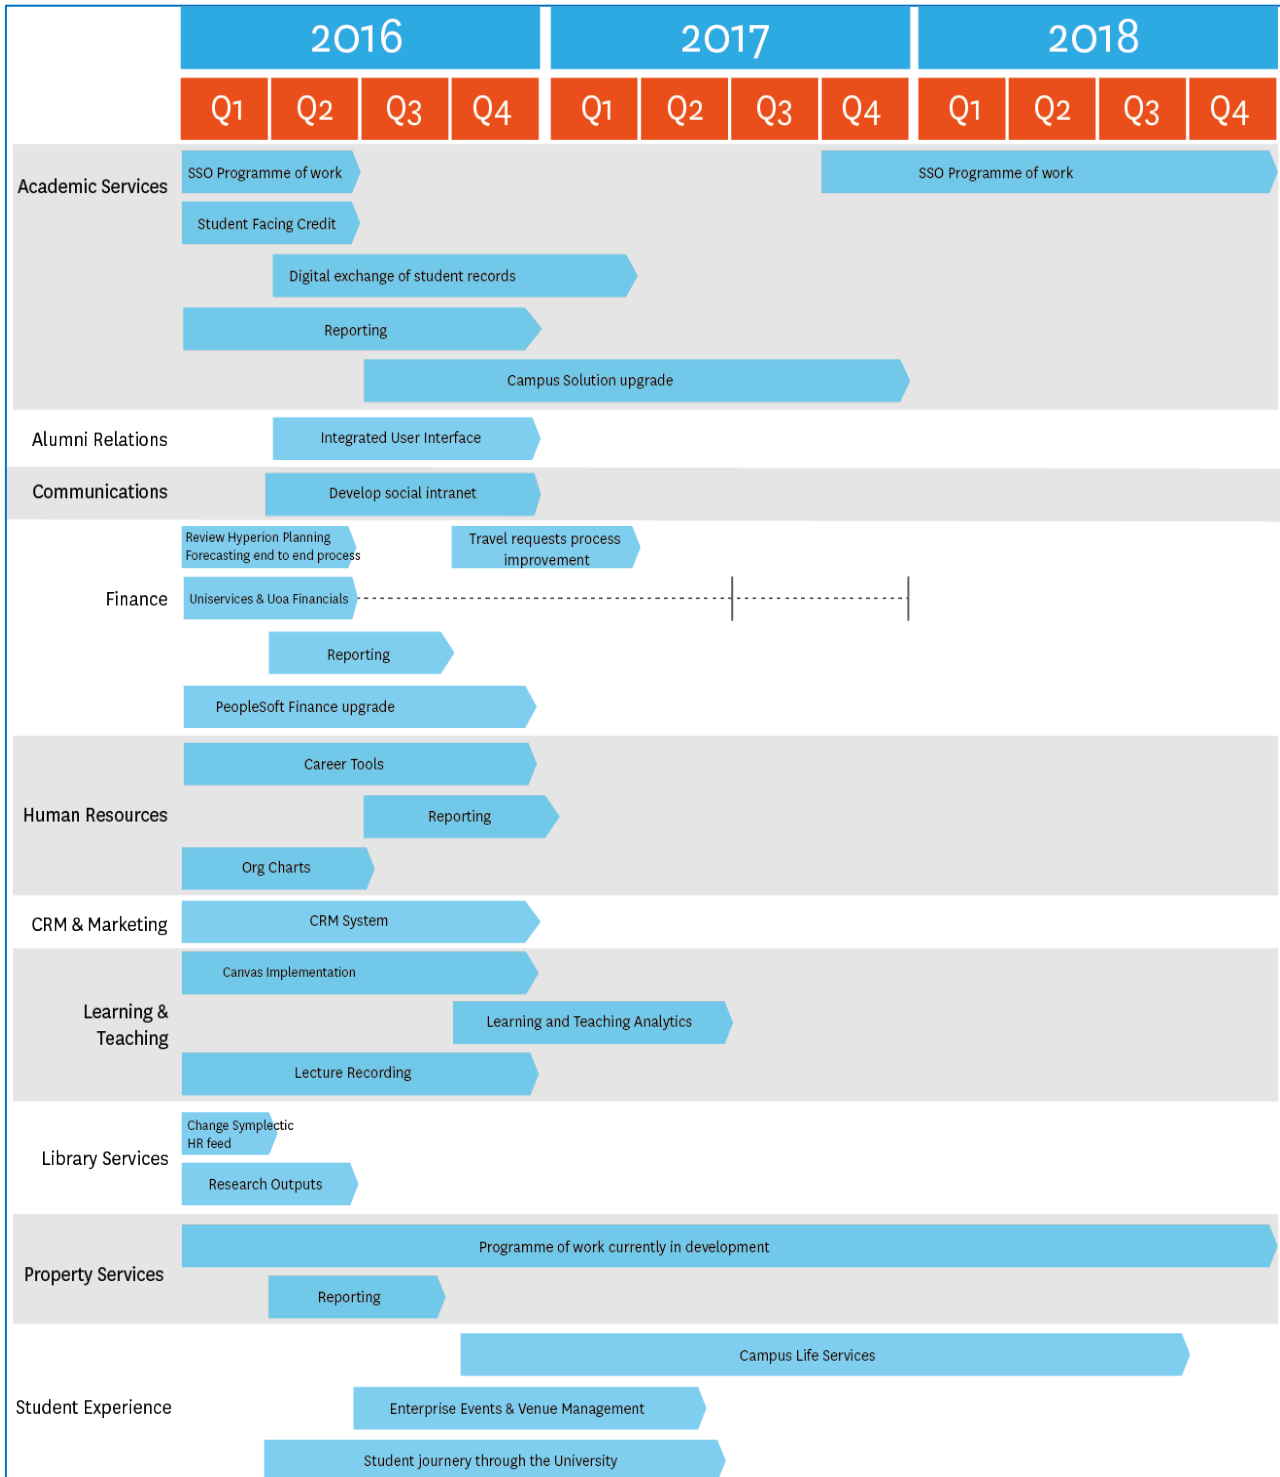 2016 2017 2018
Q1 Q2 Q3 Q4 Q1 Q2 Q3 Q4 Q1 Q2 Q3 Q4
Academic Services
SSO Programme of work
SSO Programme of work
Student Facing Credit
Digital exchange of student records
Reporting
Campus Solution upgrade
Alumni Relations
Integrated User Interface
Communications
Develop social intranet
Finance
Review Hyperion Planning
Forecasting end to end process
Travel requests process
improvement
Uniservices & Uoa Financials
Reporting
PeopleSoft Finance upgrade
Human Resources
Career Tools
Reporting
Org Charts
CRM & Marketing
CRM System
Learning &
Teaching
Canvas Implementation
Learning and Teaching Analytics
Lecture Recording
Library Services
Change Symplectic
HR feed
Research Outputs
Property Services
Programme of work currently in development
Reporting
Student Experience
Campus Life Services
Enterprise Events & Venue Management
Student journery through the University